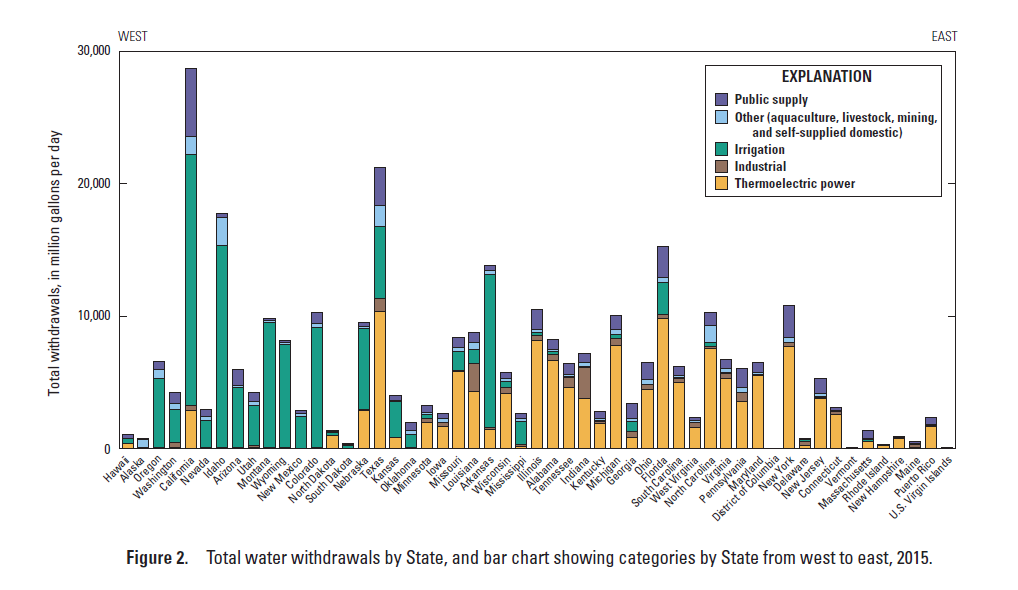 WEST
EAST
30,000
20,000
10,000
0
Total withdrawals, in million gallons per day
EXPLANATION
Public supply
Other (aquaculture, livestock, mining,
and self-supplied domestic)
Irrigation
Industrial
Thermoelectric power
Hawaii
Alaska
Oregon
Washington
California
Nevada
Idaho
Arizona
Utah
Montana
Wyoming
New Mexico
Colorado
North Dakota
South Dakota
Nebraska
Texas
Kansas
Oklahoma
Minnesota
Iowa
Missouri
Louisiana
Arkansas
Wisconsin
Mississippi
Illinois
Alabama
Tennessee
Indiana
Kentucky
Michigan
Georgia
Ohio
Florida
South Carolina
West Virginia
North Carolina
Virginia
Pennsylvania
Maryland
District of Columbia
New York
Delaware
New Jersey
Connecticut
Vermont
Massachusetts
Rhode Island
New Hampshire
Maine
Puerto Rico
U.S. Virgin Islands
Figure 2. Total water withdrawals by State, and bar chart showing categories by State from west to east, 2015.